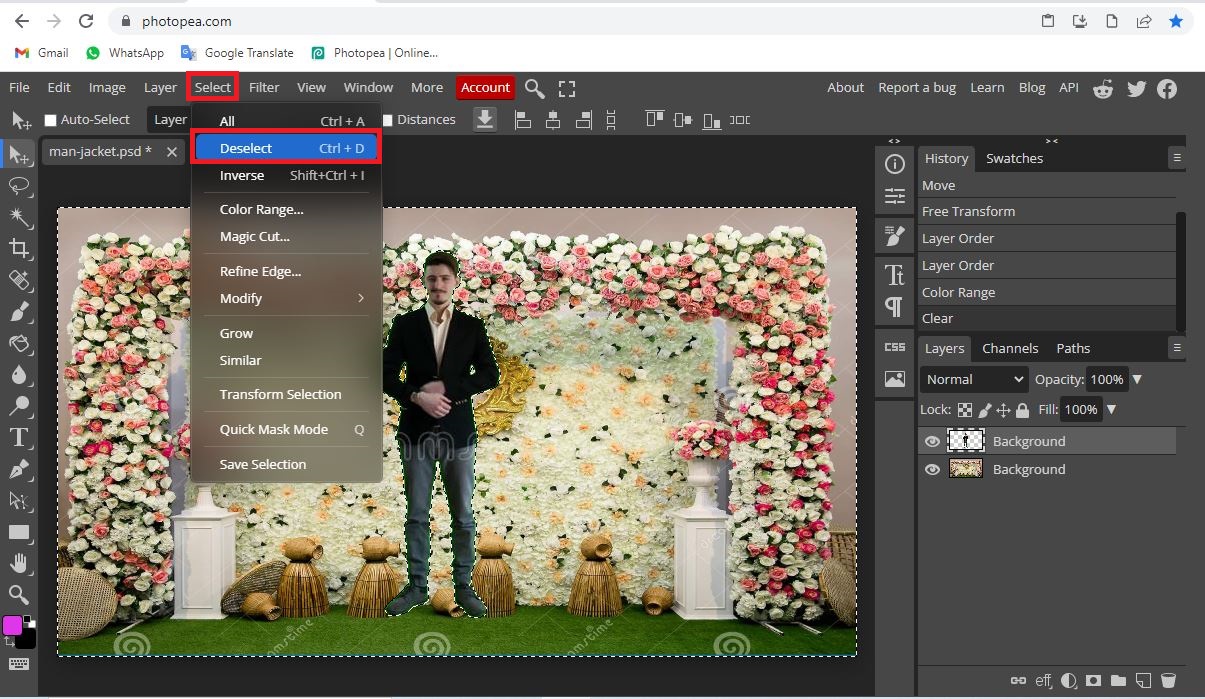 photopea.com
Gmail WhatsApp Google Translate Photopea | Online...
File Edit Image Layer Select Filter View Window More Account About Report a bug Learn Blog API
Auto-Select Layer Distances
man-jacket.psd *
All Ctrl + A
Deselect Ctrl + D
Inverse Shift+Ctrl + I
Color Range...
Magic Cut...
Refine Edge...
Modify
Grow
Similar
Transform Selection
Quick Mask Mode Q
Save Selection
History Swatches
Move
Free Transform
Layer Order
Layer Order
Color Range
Clear
CSS
Layers Channels Paths
Normal Opacity: 100%
Lock: Fill: 100%
Background
Background
eff